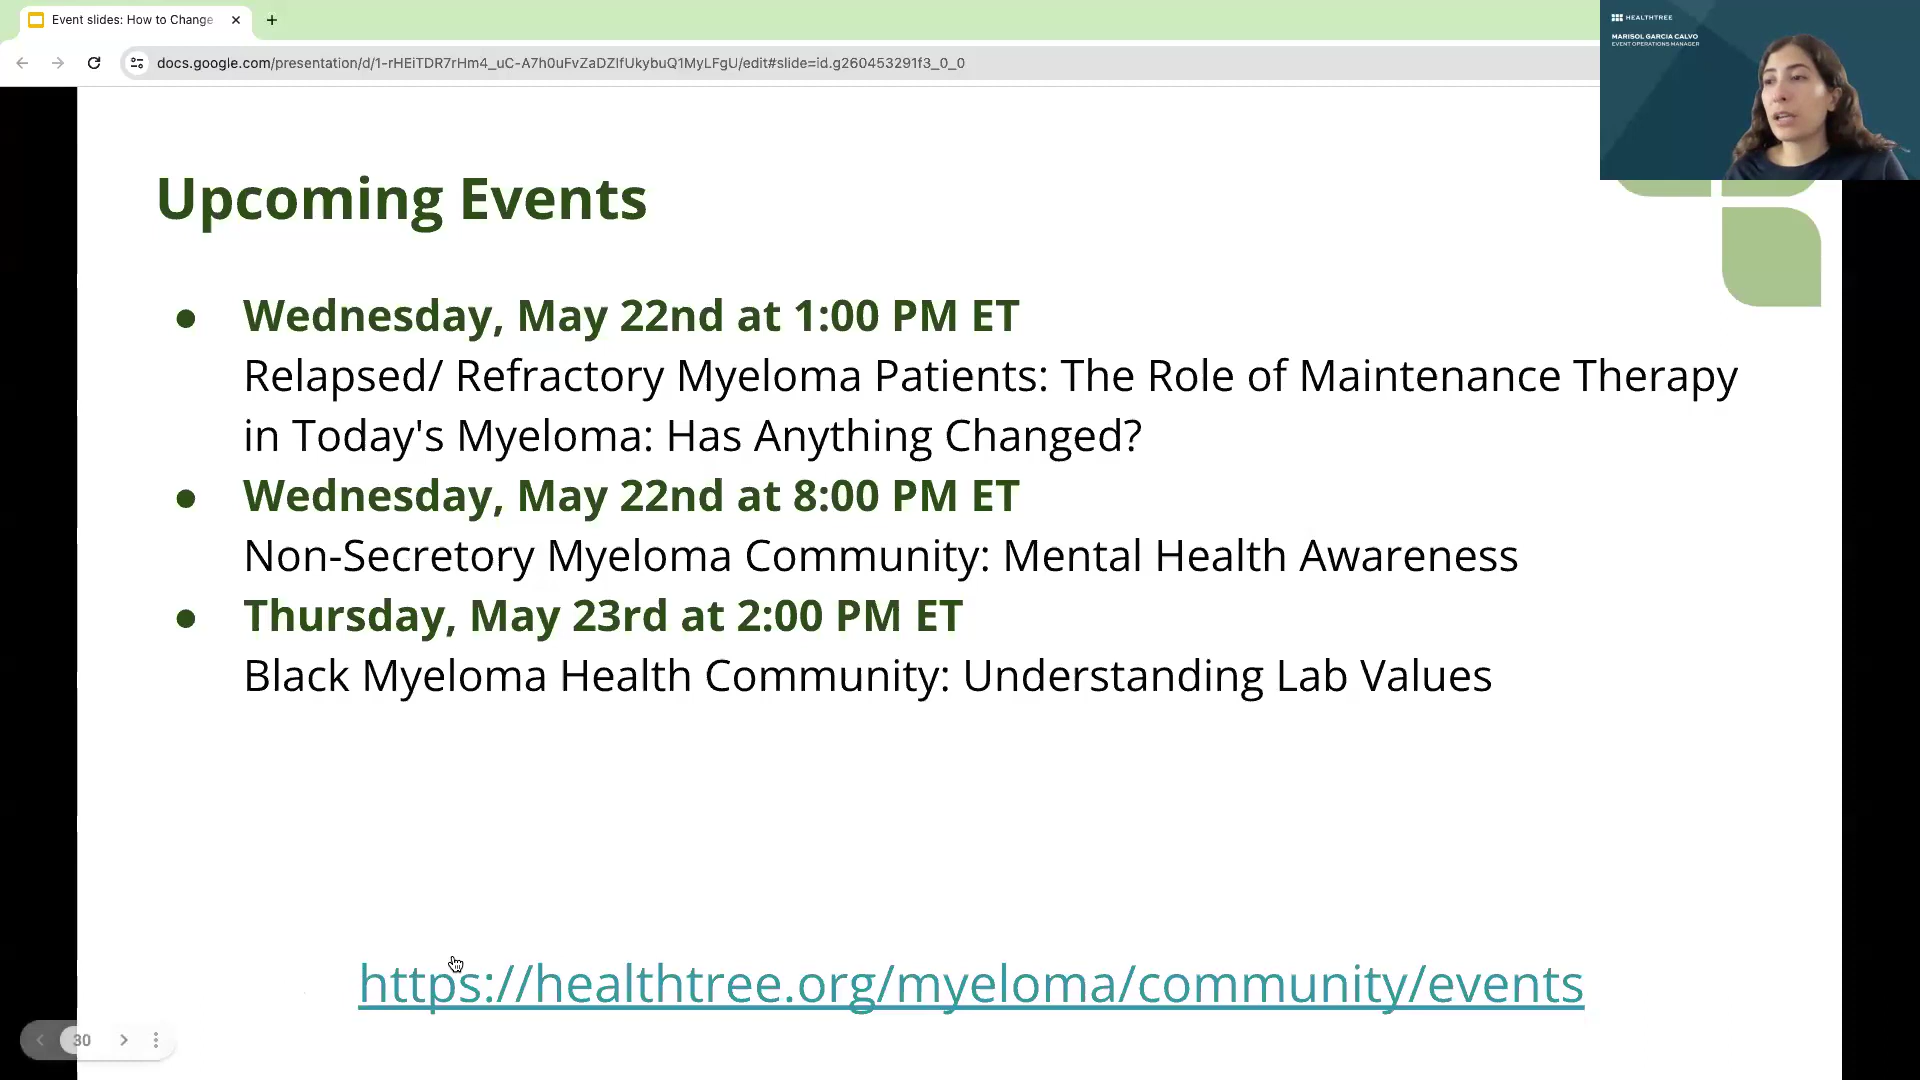 Event slides: How to Change
docs.google.com/presentation/d/1-rHEiTDR7rHm4_uC-A7h0uFvZaDZIfUkybuQ1MyLFgU/edit#slide=id.g260453291f3_0_0
HEALTHTREE
MARISOL GARCIA CALVO
EVENT OPERATIONS MANAGER
Upcoming Events
● Wednesday, May 22nd at 1:00 PM ET
Relapsed/ Refractory Myeloma Patients: The Role of Maintenance Therapy
in Today's Myeloma: Has Anything Changed?
● Wednesday, May 22nd at 8:00 PM ET
Non-Secretory Myeloma Community: Mental Health Awareness
● Thursday, May 23rd at 2:00 PM ET
Black Myeloma Health Community: Understanding Lab Values
https://healthtree.org/myeloma/community/events
30